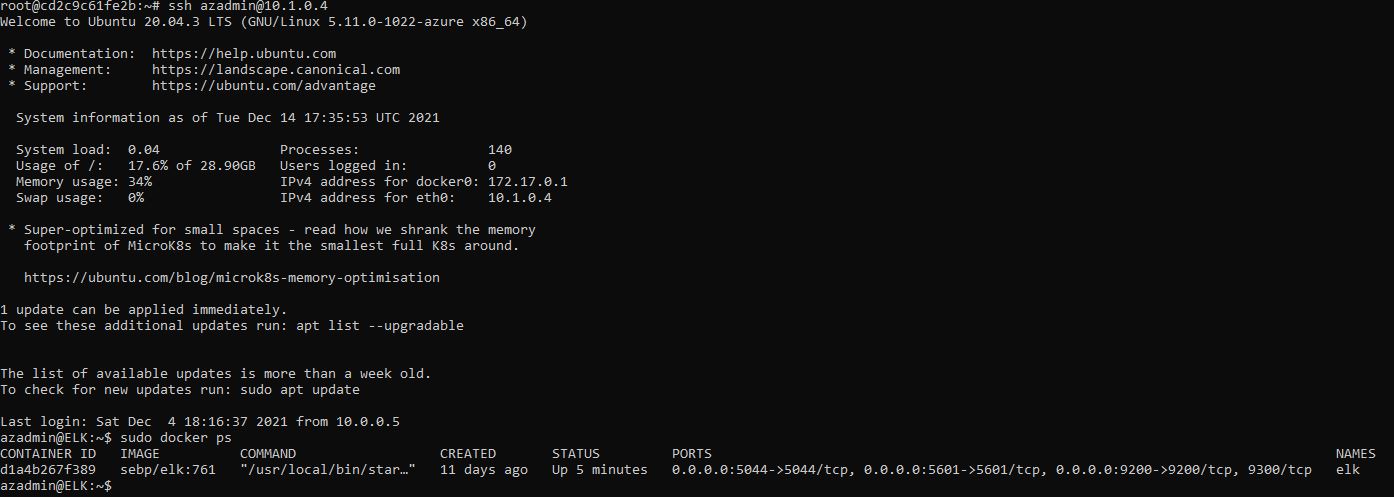 root@cd2c9c61fe2b:~# ssh azadmin@10.1.0.4
Welcome to Ubuntu 20.04.3 LTS (GNU/Linux 5.11.0-1022-azure x86_64)
* Documentation:  https://help.ubuntu.com
* Management:     https://landscape.canonical.com
* Support:        https://ubuntu.com/advantage
System information as of Tue Dec 14 17:35:53 UTC 2021
System load:  0.04              Processes:                140
Usage of /:   17.6% of 28.90GB  Users logged in:          0
Memory usage: 34%               IPv4 address for docker0: 172.17.0.1
Swap usage:   0%                IPv4 address for eth0:    10.1.0.4
* Super-optimized for small spaces - read how we shrank the memory
footprint of MicroK8s to make it the smallest full K8s around.
https://ubuntu.com/blog/microk8s-memory-optimisation
1 update can be applied immediately.
To see these additional updates run: apt list --upgradable
The list of available updates is more than a week old.
To check for new updates run: sudo apt update
Last login: Sat Dec  4 18:16:37 2021 from 10.0.0.5
azadmin@ELK:~$ sudo docker ps
CONTAINER ID   IMAGE          COMMAND                  CREATED       STATUS         PORTS                                                                              NAMES
d1a4b267f389   sebp/elk:761   "/usr/local/bin/star…"   11 days ago   Up 5 minutes   0.0.0.0:5044->5044/tcp, 0.0.0.0:5601->5601/tcp, 0.0.0.0:9200->9200/tcp, 9300/tcp   elk
azadmin@ELK:~$